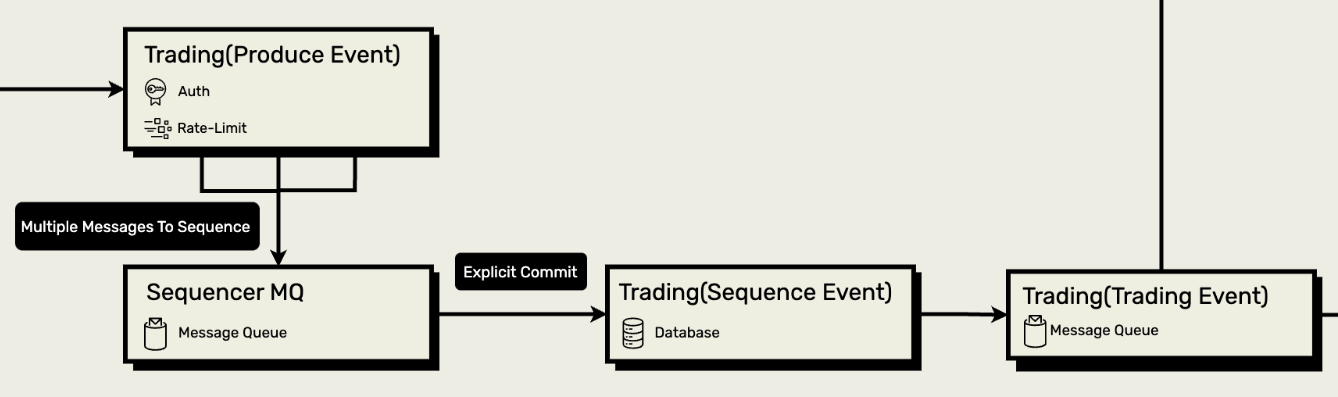 Trading(Produce Event)
Auth
Rate-Limit
Multiple Messages To Sequence
Sequencer MQ
Message Queue
Explicit Commit
Trading(Sequence Event)
Database
Trading(Trading Event)
Message Queue